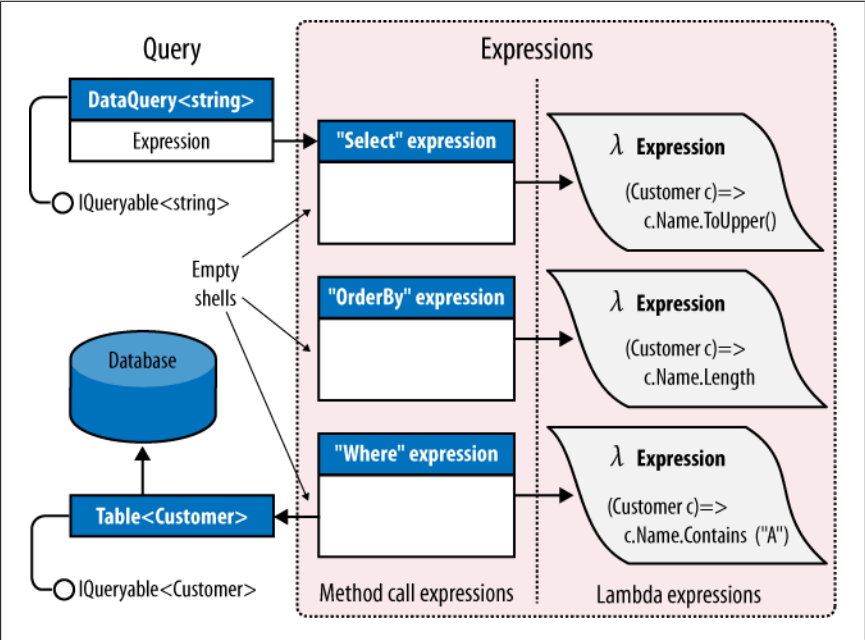 Query
Expressions
DataQuery<string>
Expression
IQueryable<string>
"Select" expression
λ Expression
(Customer c)=>
c.Name.ToUpper()
Empty
shells
"OrderBy" expression
λ Expression
(Customer c)=>
c.Name.Length
Database
"Where" expression
λ Expression
(Customer c)=>
c.Name.Contains ("A")
Table<Customer>
IQueryable<Customer>
Method call expressions
Lambda expressions